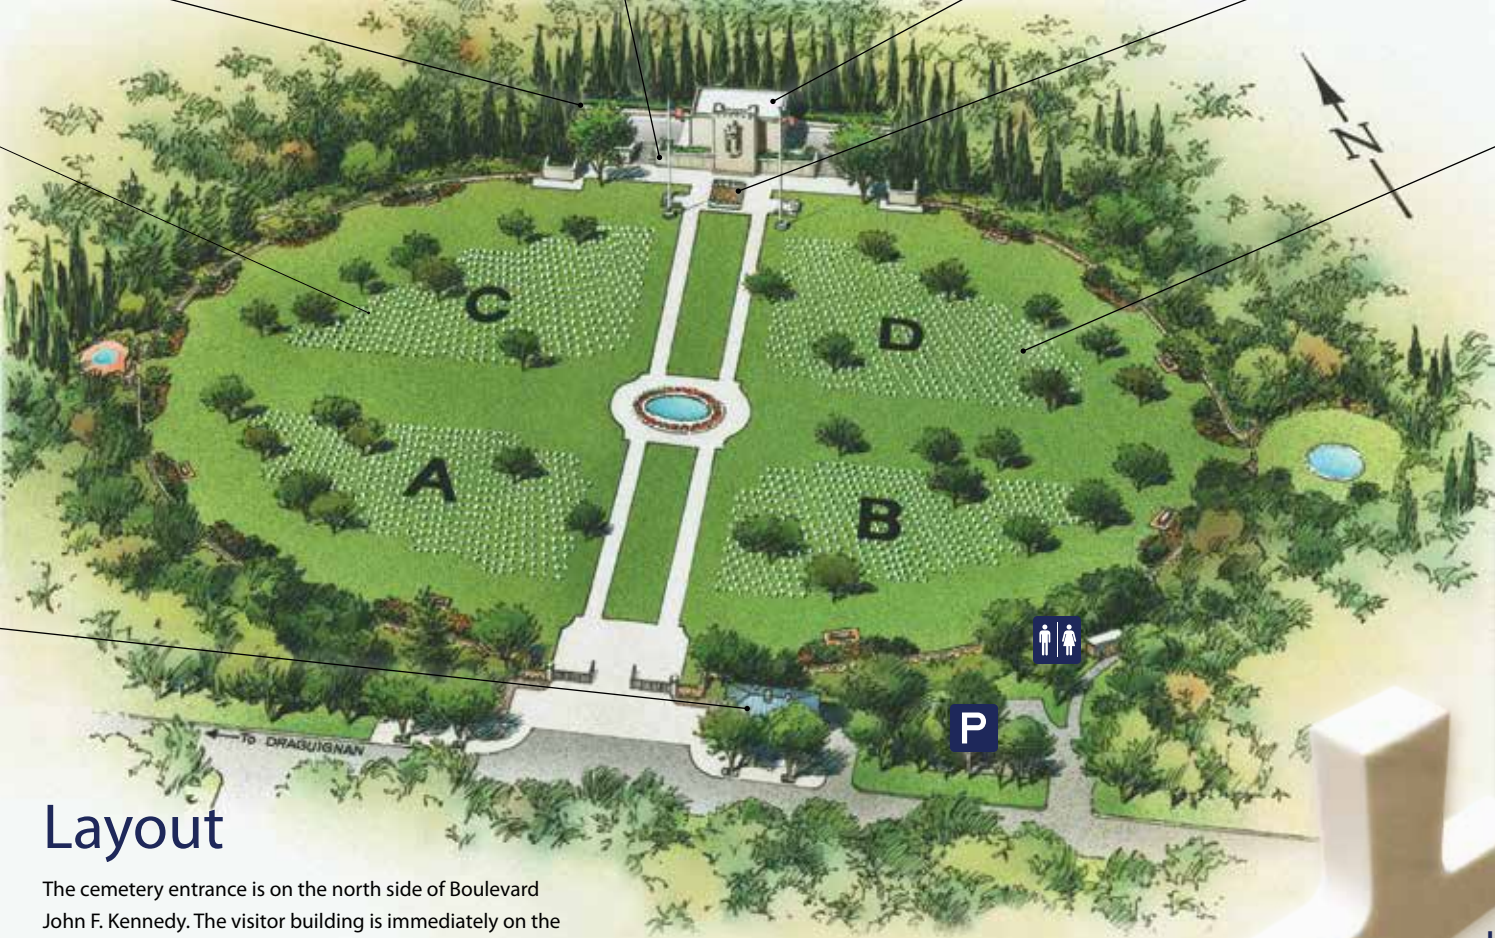 N
C
D
A
B
P
To DRAGUIGNAN
Layout
The cemetery entrance is on the north side of Boulevard
John F. Kennedy. The visitor building is immediately on the